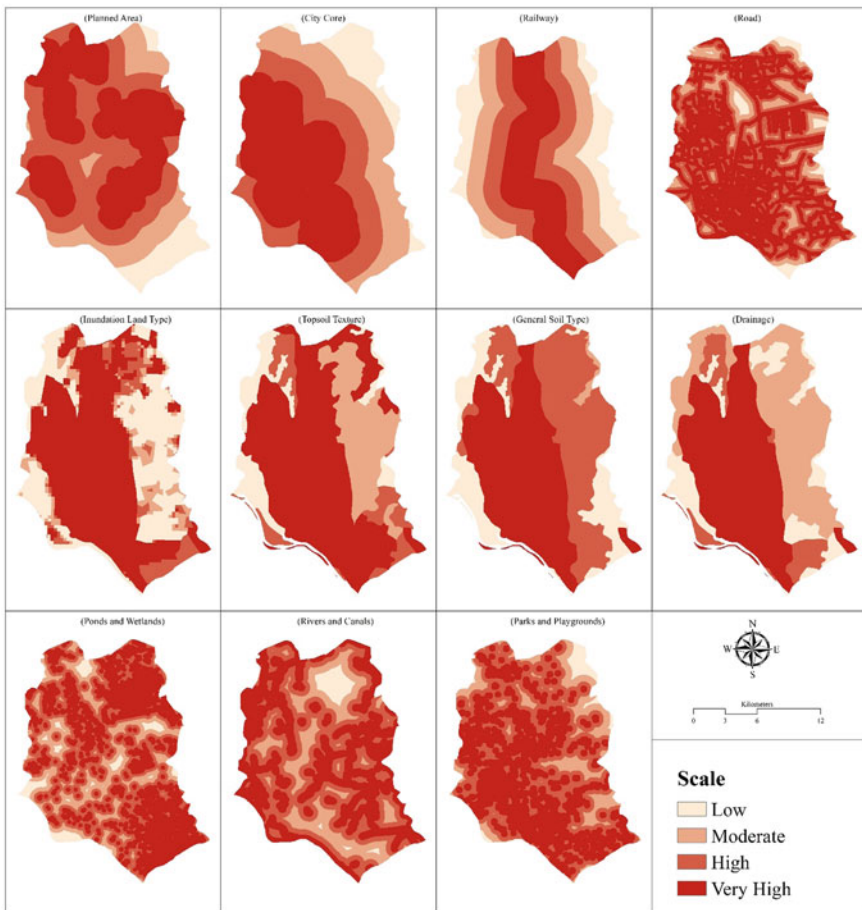 (Planned Area)
(City Core)
(Railway)
(Road)
(Inundation Land Type)
(Topsoil Texture)
(General Soil Type)
(Drainage)
(Ponds and Wetlands)
(Rivers and Canals)
(Parks and Playgrounds)
N
W E
S
Kilometers
0 3 6 12
Scale
Low
Moderate
High
Very High